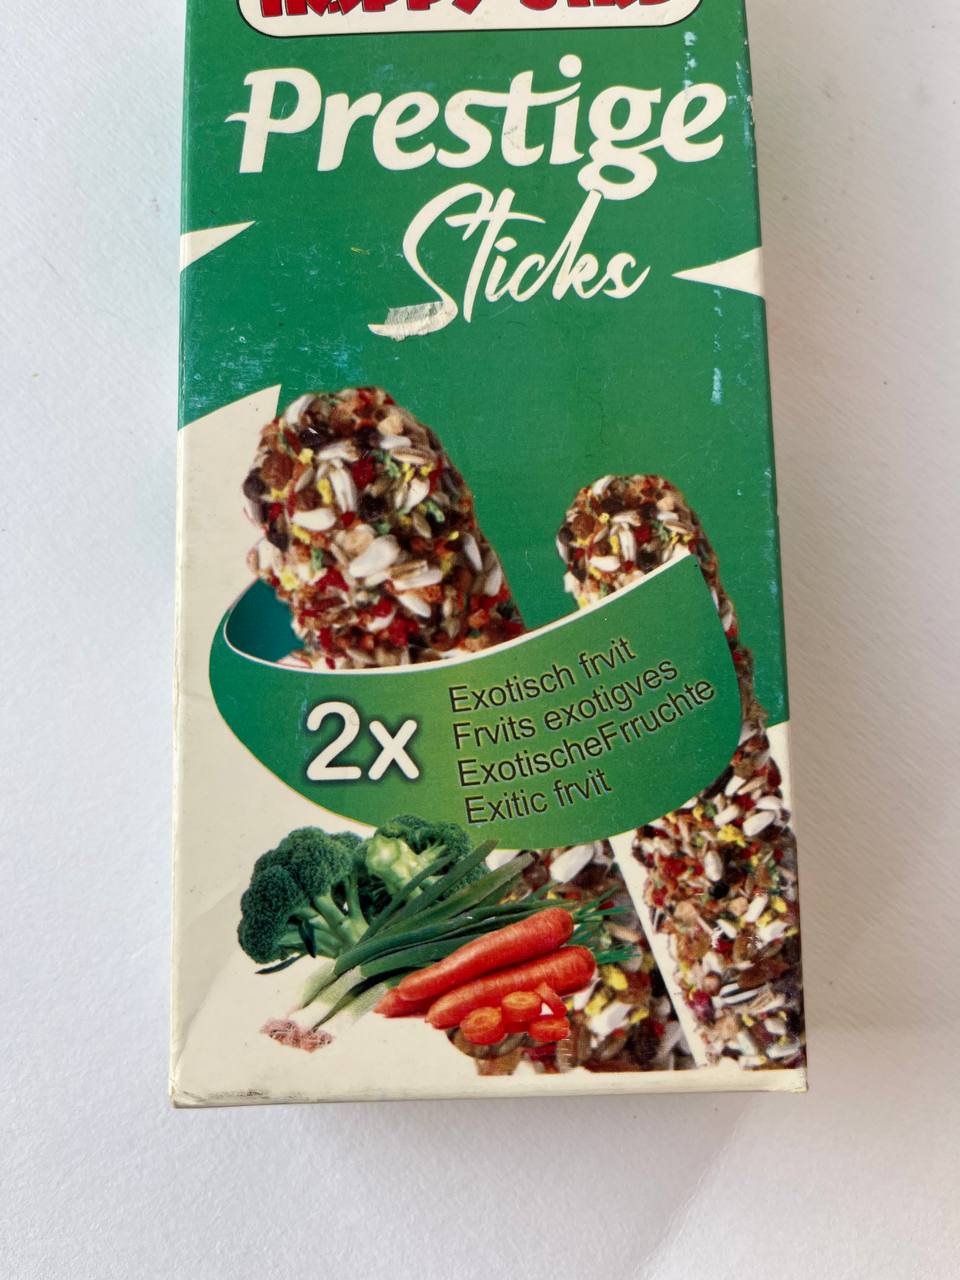 Prestige
Sticks
2x
Exotisch frvit
Frvits exotigves
ExotischeFrruchte
Exitic frvit